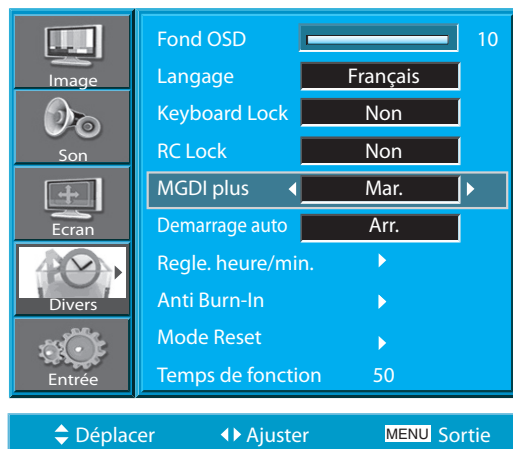 Image
Son
Ecran
Divers
Entrée
Fond OSD 10
Langage Français
Keyboard Lock Non
RC Lock Non
MGDI plus Mar.
Demarrage auto Arr.
Regle. heure/min.
Anti Burn-In
Mode Reset
Temps de fonction 50
Déplacer Ajuster MENU Sortie